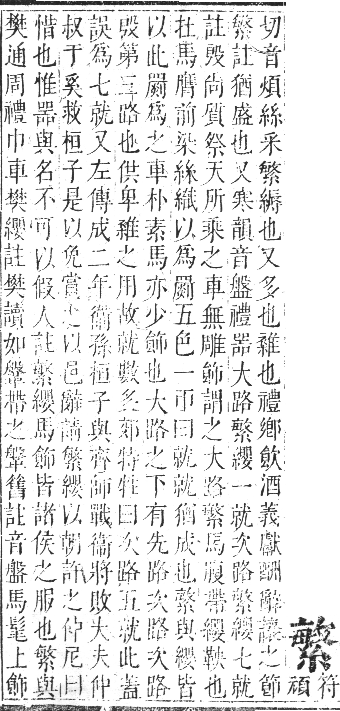 繁 符頑
切音煩絲采繁縟也又多也雜也禮鄉飲酒義獻酬辭讓之節
繁註猶盛也又寒韻音盤禮器大路繁纓一就次路繁纓七就
註殷尚質祭天所乘之車無雕飾謂之大路繁馬腹帶纓鞅也
在馬膺前染絲織以為罽五色一帀曰就就猶成也繁與纓皆
以此罽為之車朴素馬亦少飾也大路之下有先路次路次路
殷第三路也供卑雜之用故就數多郊特牲曰次路五就此蓋
誤為七就又左傳成二年衞孫桓子與齊師戰衞將敗大夫仲
叔于奚救桓子是以免賞之以邑辭請繁纓以朝許之仲尼曰
惜也惟器與名不可以假人註繁纓馬飾皆諸侯之服也繁與
樊通周禮巾車樊纓註樊讀如鞶帶之鞶舊註音盤馬髦上飾